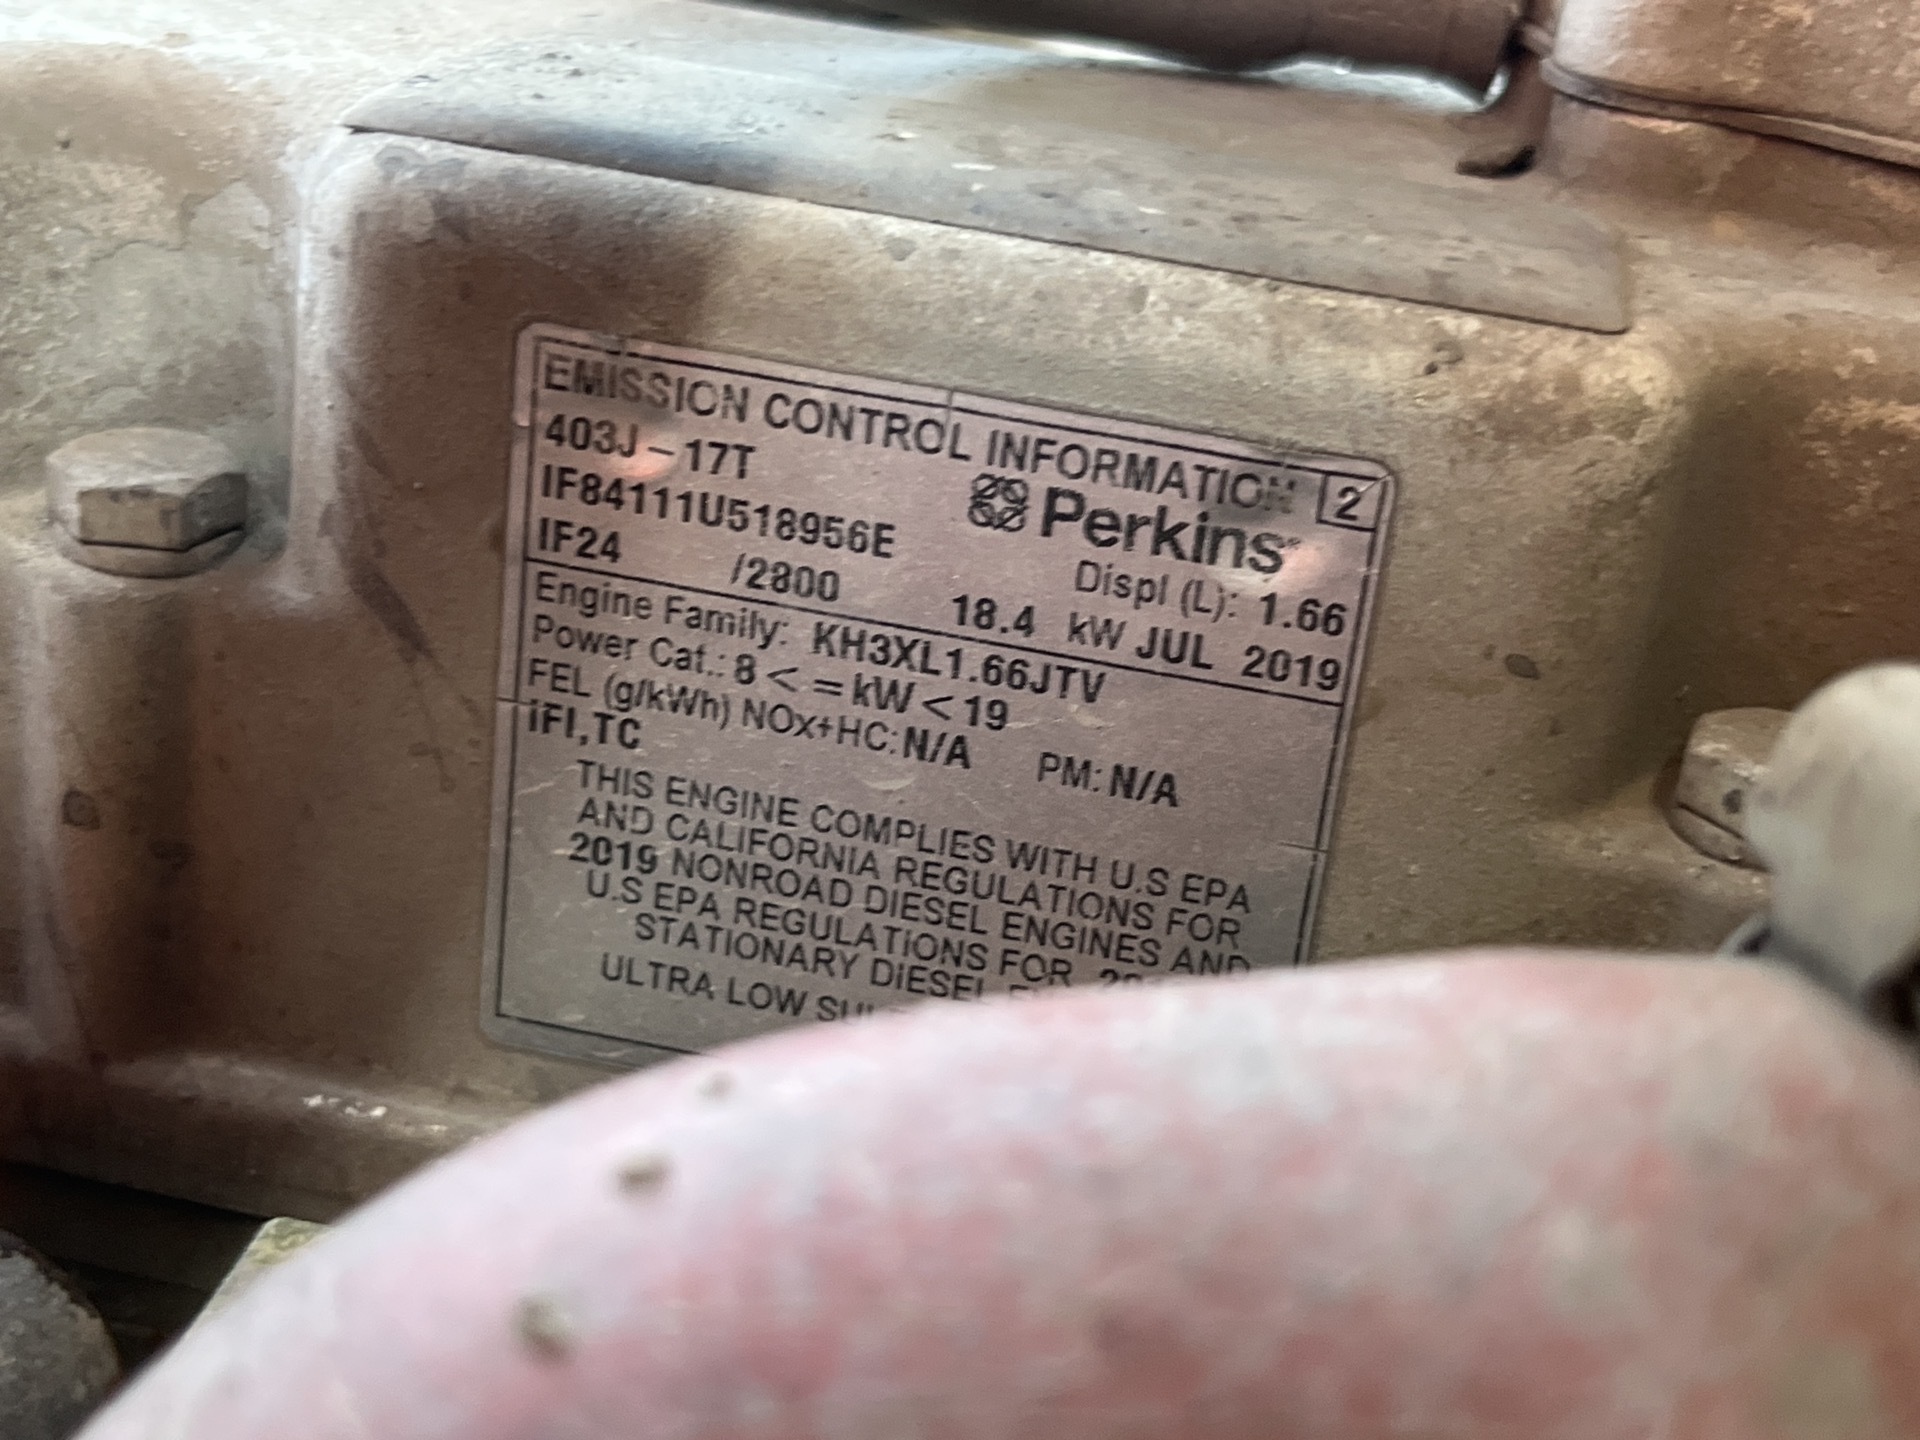 EMISSION CONTROL INFORMATION 2
403J-17T Perkins
IF84111U518956E Displ (L): 1.66
IF24 /2800 18.4 kW JUL 2019
Engine Family: KH3XL1.66JTV
Power Cat.: 8 < = kW < 19
FEL (g/kWh) NOx+HC: N/A PM: N/A
iFI,TC
THIS ENGINE COMPLIES WITH U.S EPA
AND CALIFORNIA REGULATIONS FOR
2019 NONROAD DIESEL ENGINES AND
U.S EPA REGULATIONS FOR
STATIONARY DIESEL
ULTRA LOW